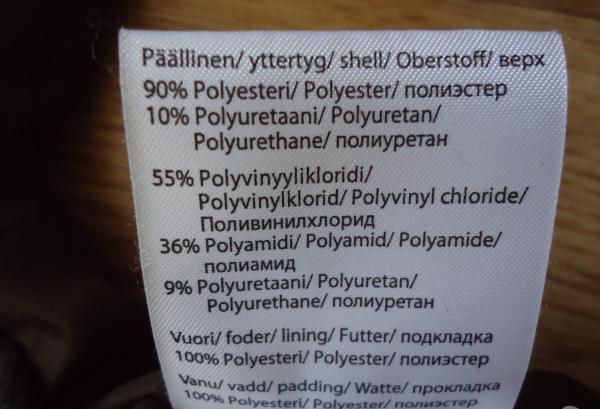 Päällinen/ yttertyg/ shell/ Oberstoff/ верх
90% Polyesteri/ Polyester/ полиэстер
10% Polyuretaani/ Polyuretan/
Polyurethane/ полиуретан
55% Polyvinyylikloridi/
Polyvinylklorid/ Polyvinyl chloride/
Поливинилхлорид
36% Polyamidi/ Polyamid/ Polyamide/
полиамид
9% Polyuretaani/ Polyuretan/
Polyurethane/ полиуретан
Vuori/ foder/ lining/ Futter/ подкладка
100% Polyesteri/ Polyester/ полиэстер
Vanu/ vadd/ padding/ Watte/ прокладка
100% Polyesteri/ Polyester/ полиэстер